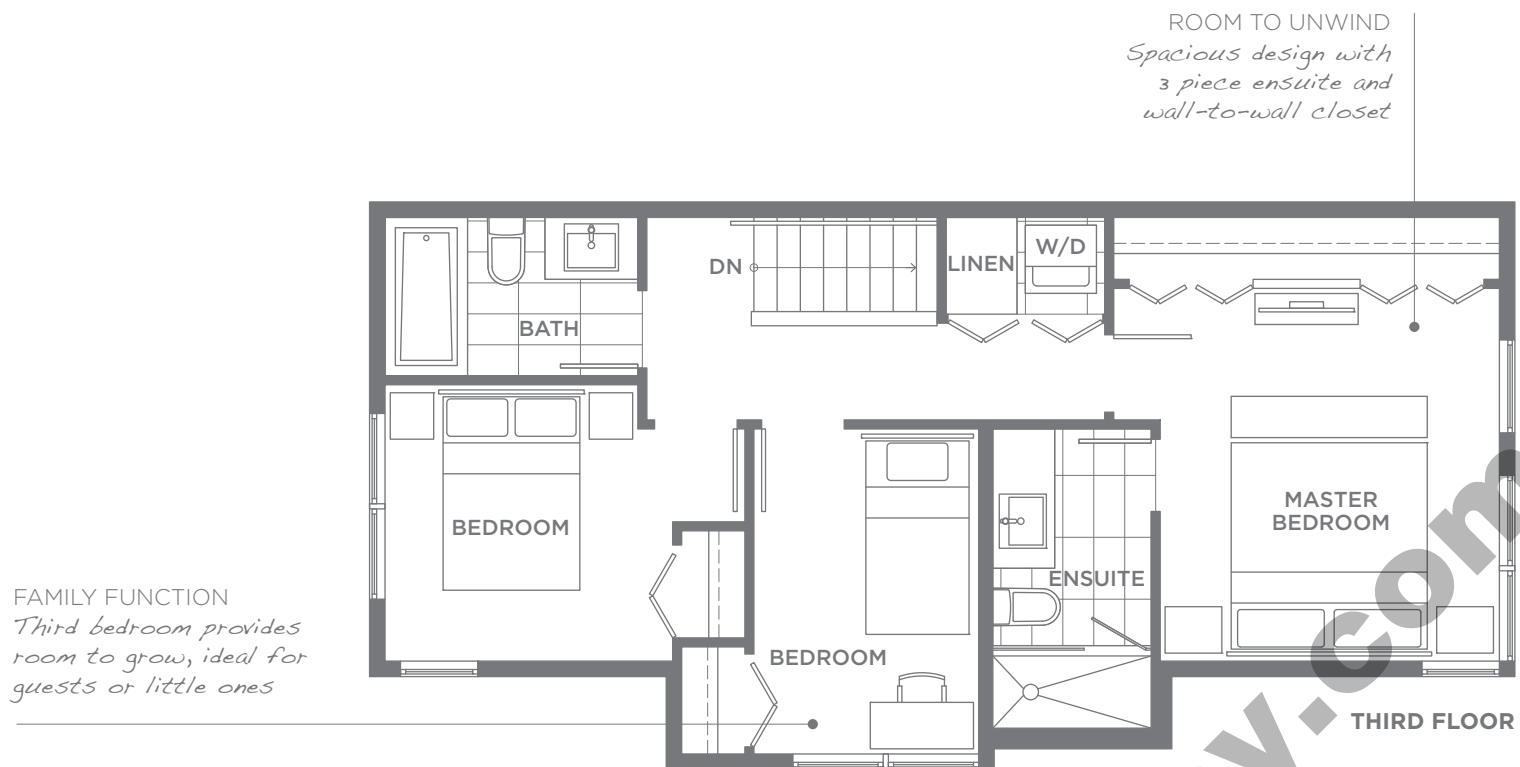 ROOM TO UNWIND
Spacious design with
3 piece ensuite and
wall-to-wall closet
W/D
LINEN
DN
BATH
MASTER
BEDROOM
BEDROOM
ENSUITE
FAMILY FUNCTION
Third bedroom provides
room to grow, ideal for
guests or little ones
BEDROOM
THIRD FLOOR
y.com